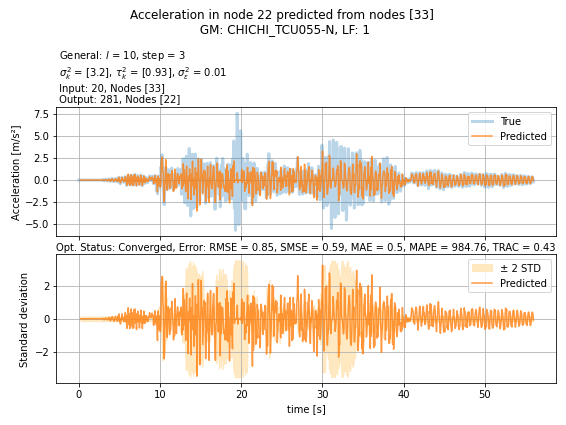 Acceleration in node 22 predicted from nodes [33]
GM: CHICHI_TCU055-N, LF: 1
General: l = 10, step = 3
σ_k^2 = [3.2], τ_k^2 = [0.93], σ_ε^2 = 0.01
Input: 20, Nodes [33]
Output: 281, Nodes [22]
Acceleration [m/s²]
7.5
5.0
2.5
0.0
−2.5
−5.0
True
Predicted
Opt. Status: Converged, Error: RMSE = 0.85, SMSE = 0.59, MAE = 0.5, MAPE = 984.76, TRAC = 0.43
Standard deviation
2
0
−2
± 2 STD
Predicted
0 10 20 30 40 50
time [s]